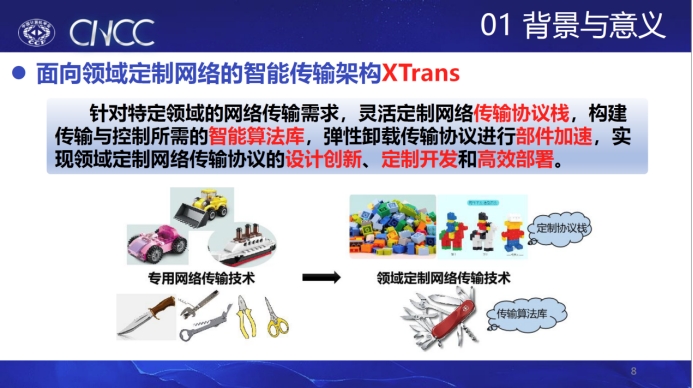 CNCC
01 背景与意义
● 面向领域定制网络的智能传输架构XTrans
针对特定领域的网络传输需求，灵活定制网络传输协议栈，构建
传输与控制所需的智能算法库，弹性卸载传输协议进行部件加速，实
现领域定制网络传输协议的设计创新、定制开发和高效部署。
定制协议栈
专用网络传输技术
领域定制网络传输技术
传输算法库
8